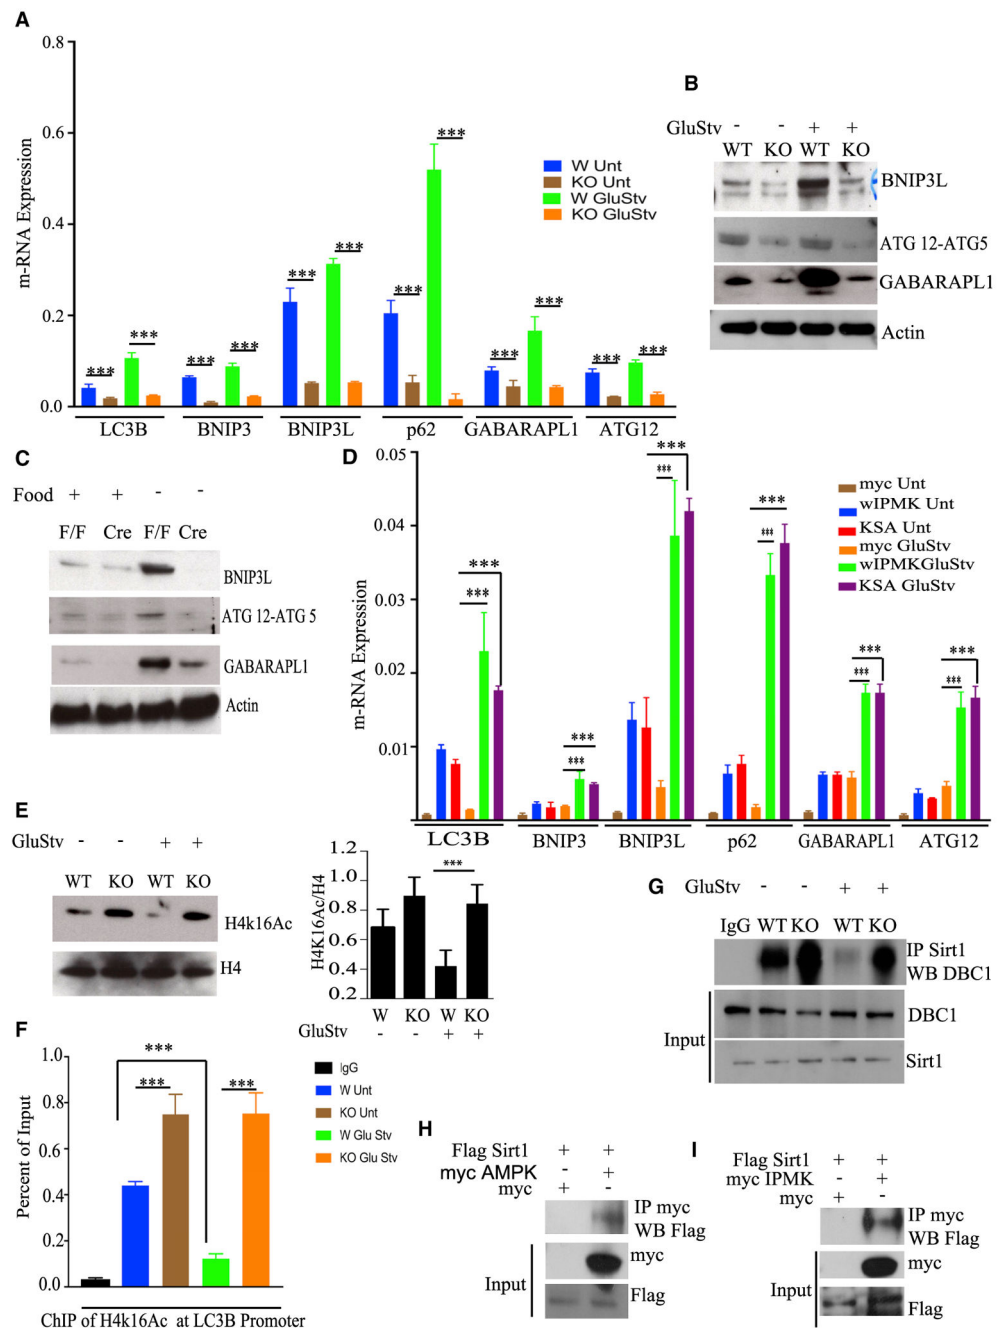 A
0.8
0.6
0.4
0.2
0.0
m-RNA Expression
W Unt
KO Unt
W GluStv
KO GluStv
*** *** *** *** *** *** *** *** *** *** *** ***
LC3B BNIP3 BNIP3L p62 GABARAPL1 ATG12
B
GluStv - - + +
WT KO WT KO
BNIP3L
ATG 12-ATG5
GABARAPL1
Actin
C
Food + + - -
F/F Cre F/F Cre
BNIP3L
ATG 12-ATG 5
GABARAPL1
Actin
D
0.05
0.04
0.03
0.02
0.01
m-RNA Expression
myc Unt
wIPMK Unt
KSA Unt
myc GluStv
wIPMKGluStv
KSA GluStv
*** *** *** *** *** *** *** *** *** *** *** ***
LC3B BNIP3 BNIP3L p62 GABARAPL1 ATG12
E
GluStv - - + +
WT KO WT KO
H4k16Ac
H4
1.2
1.0
0.8
0.6
0.4
0.2
H4K16Ac/H4
***
W KO W KO
GluStv - - + +
F
1.0
0.8
0.6
0.4
0.2
0.0
Percent of Input
*** *** ***
IgG
W Unt
KO Unt
W Glu Stv
KO Glu Stv
ChIP of H4k16Ac at LC3B Promoter
G
GluStv - - + +
IgG WT KO WT KO
IP Sirt1
WB DBC1
Input
DBC1
Sirt1
H
Flag Sirt1 + +
myc AMPK - +
myc + -
IP myc
WB Flag
Input
myc
Flag
I
Flag Sirt1 + +
myc IPMK - +
myc + -
IP myc
WB Flag
Input
myc
Flag